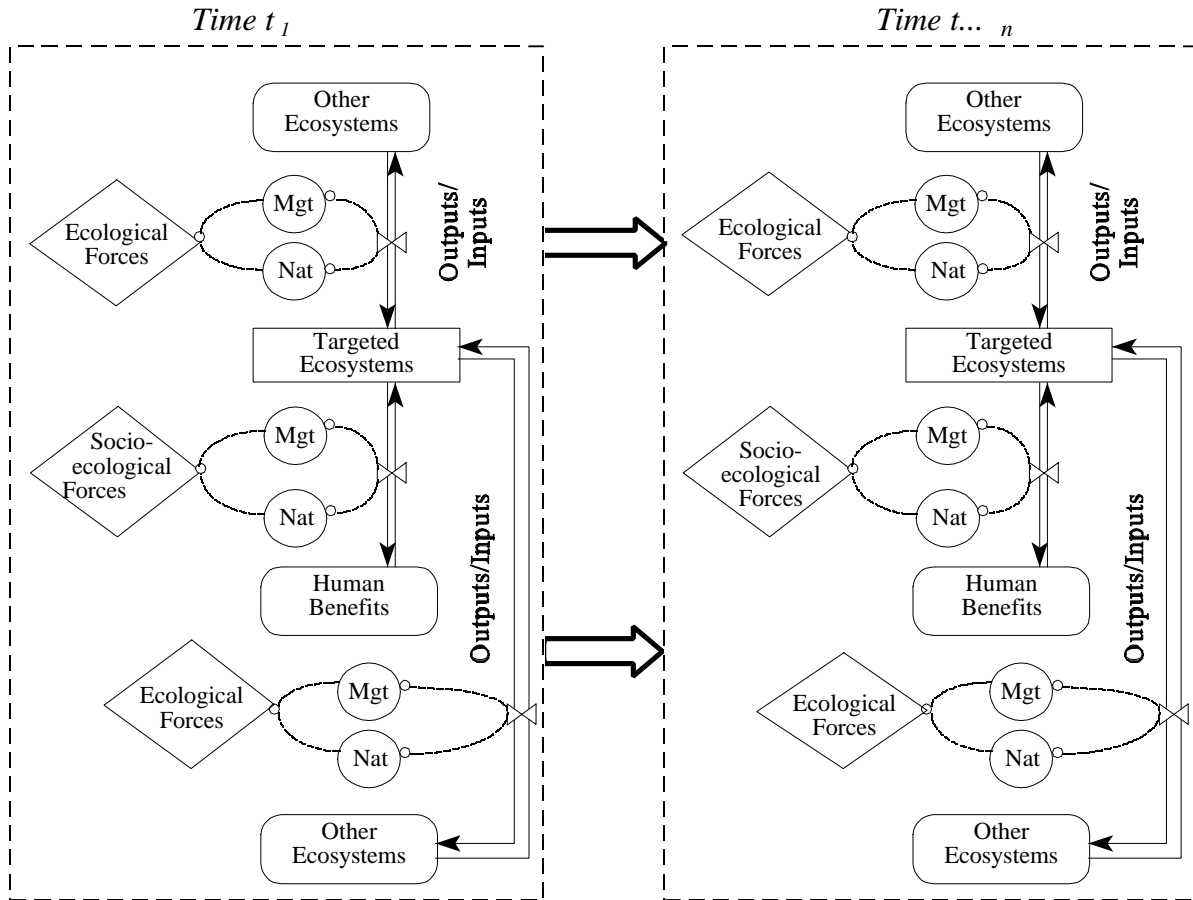 Time t 1
Other
Ecosystems
Mgt
Ecological
Forces
Nat
Outputs/
Inputs
Targeted
Ecosystems
Mgt
Socio-
ecological
Forces
Nat
Human
Benefits
Outputs/Inputs
Mgt
Ecological
Forces
Nat
Other
Ecosystems
Time t... n
Other
Ecosystems
Mgt
Ecological
Forces
Nat
Outputs/
Inputs
Targeted
Ecosystems
Mgt
Socio-
ecological
Forces
Nat
Human
Benefits
Outputs/Inputs
Mgt
Ecological
Forces
Nat
Other
Ecosystems